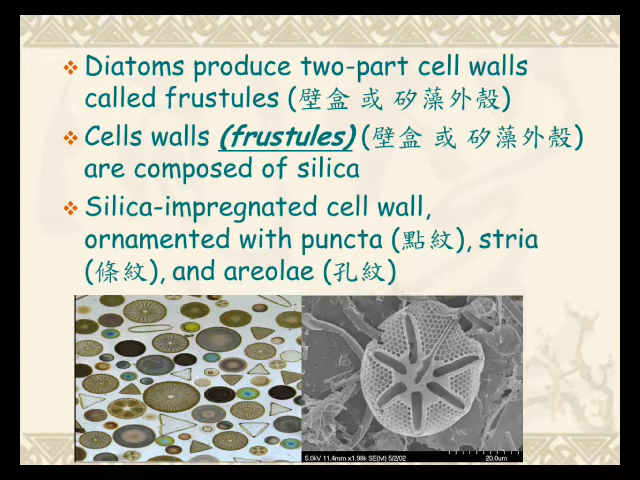 Diatoms produce two-part cell walls
called frustules (壁盒 或 矽藻外殼)
Cells walls (frustules) (壁盒 或 矽藻外殼)
are composed of silica
Silica-impregnated cell wall,
ornamented with puncta (點紋), stria
(條紋), and areolae (孔紋)
5.0kV 11.4mm x1.98k SE(M) 5/2/02 20.0um